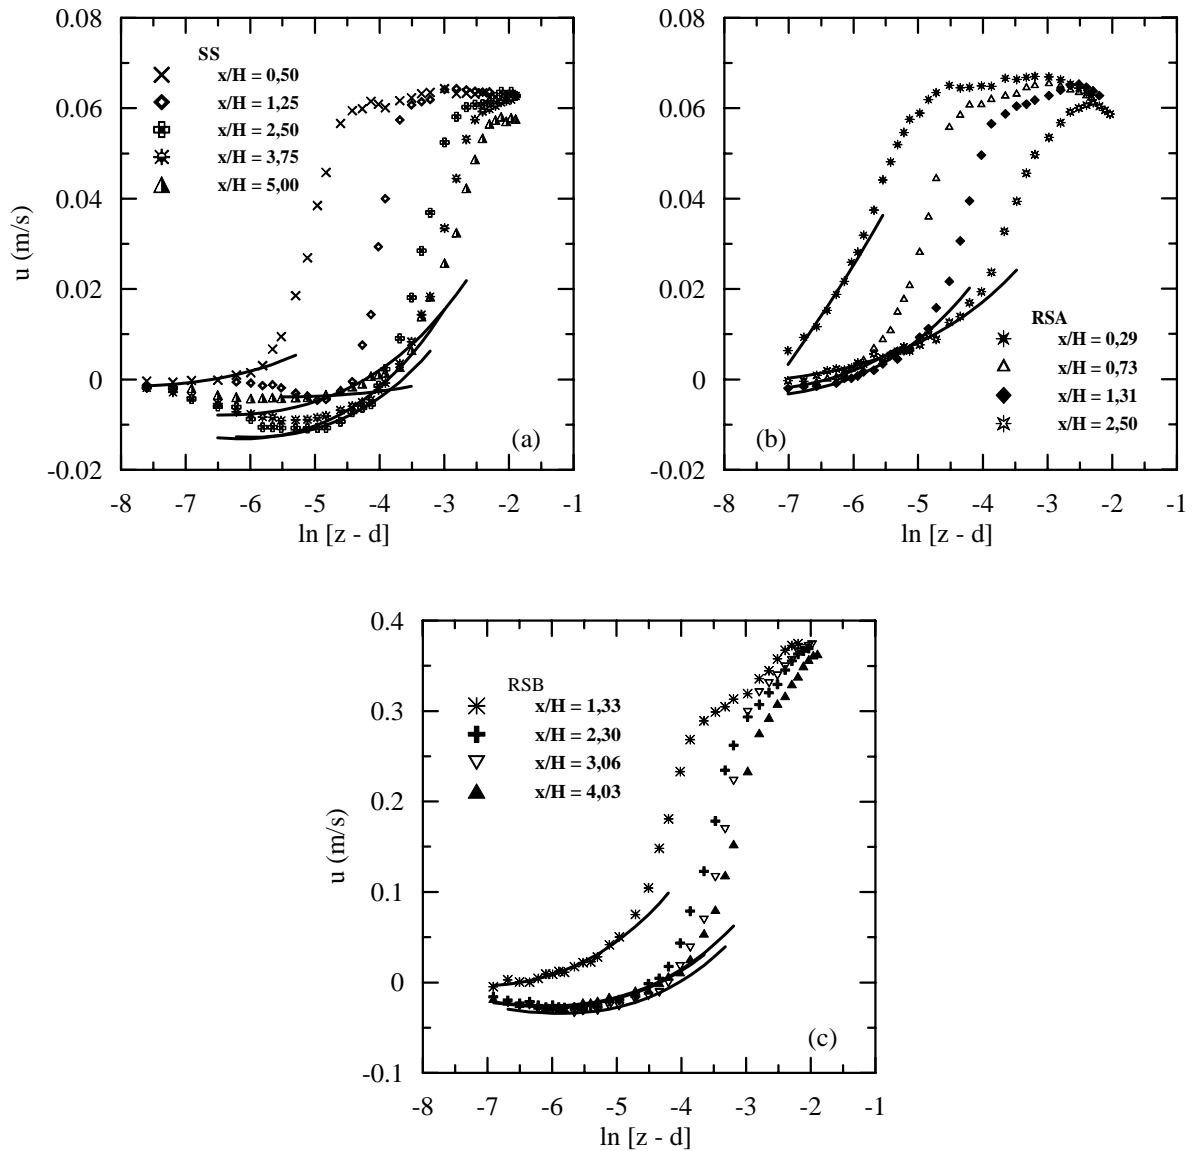 0.08
0.06
0.04
0.02
0
-0.02
u (m/s)
SS
x/H = 0,50
x/H = 1,25
x/H = 2,50
x/H = 3,75
x/H = 5,00
(a)
-8 -7 -6 -5 -4 -3 -2 -1
ln [z - d]
0.08
0.06
0.04
0.02
0
-0.02
RSA
x/H = 0,29
x/H = 0,73
x/H = 1,31
x/H = 2,50
(b)
-8 -7 -6 -5 -4 -3 -2 -1
ln [z - d]
0.4
0.3
0.2
0.1
0
-0.1
u (m/s)
RSB
x/H = 1,33
x/H = 2,30
x/H = 3,06
x/H = 4,03
(c)
-8 -7 -6 -5 -4 -3 -2 -1
ln [z - d]